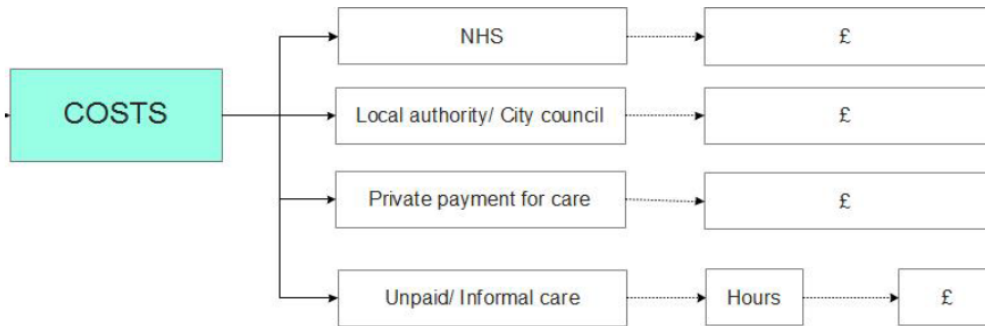 NHS
£
COSTS
Local authority/ City council
£
Private payment for care
£
Unpaid/ Informal care
Hours
£